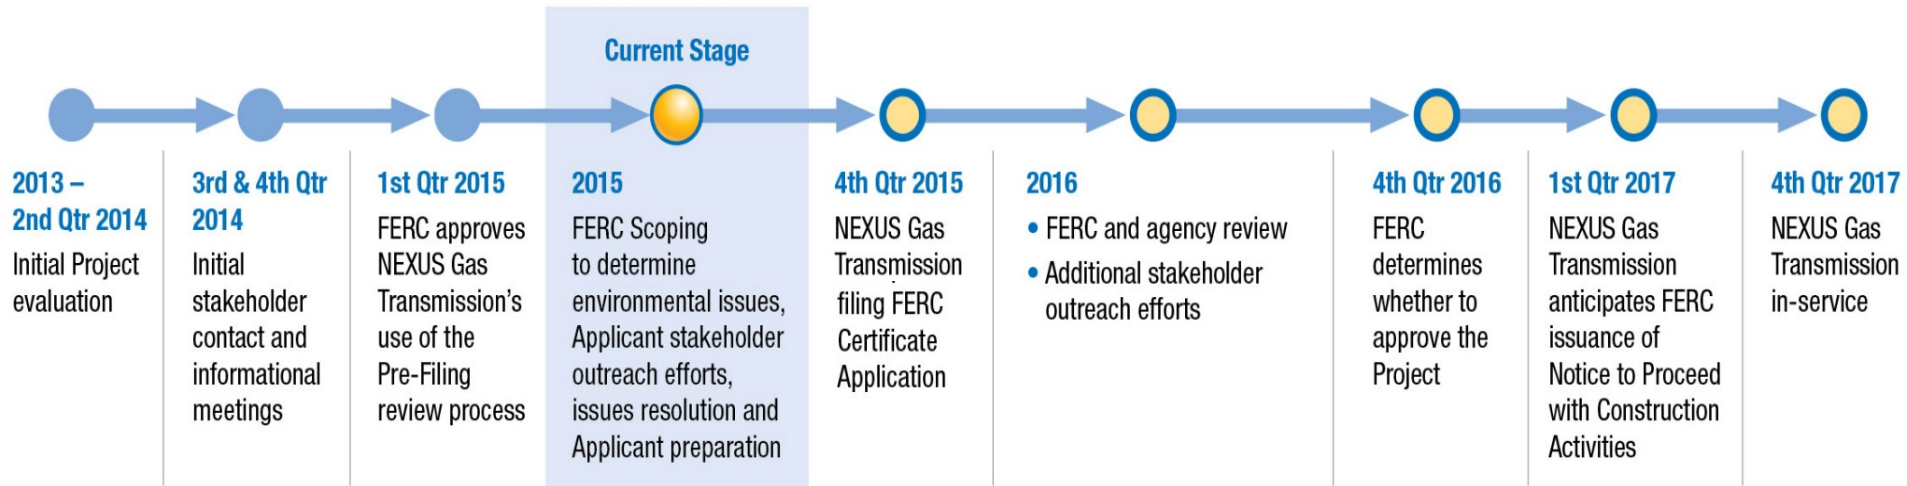 Current Stage
2013 –
2nd Qtr 2014
Initial Project
evaluation
3rd & 4th Qtr
2014
Initial
stakeholder
contact and
informational
meetings
1st Qtr 2015
FERC approves
NEXUS Gas
Transmission's
use of the
Pre-Filing
review process
2015
FERC Scoping
to determine
environmental issues,
Applicant stakeholder
outreach efforts,
issues resolution and
Applicant preparation
4th Qtr 2015
NEXUS Gas
Transmission
filing FERC
Certificate
Application
2016
• FERC and agency review
• Additional stakeholder
outreach efforts
4th Qtr 2016
FERC
determines
whether to
approve the
Project
1st Qtr 2017
NEXUS Gas
Transmission
anticipates FERC
issuance of
Notice to Proceed
with Construction
Activities
4th Qtr 2017
NEXUS Gas
Transmission
in-service